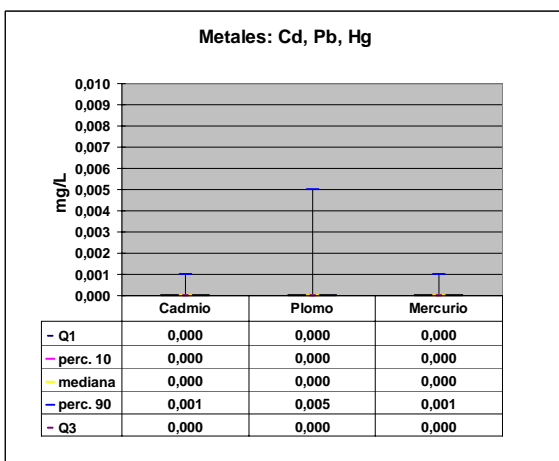 Metales: Cd, Pb, Hg
0,010
0,009
0,008
0,007
0,006
0,005
0,004
0,003
0,002
0,001
0,000
mg/L
Cadmio Plomo Mercurio
Q1 0,000 0,000 0,000
perc. 10 0,000 0,000 0,000
mediana 0,000 0,000 0,000
perc. 90 0,001 0,005 0,001
Q3 0,000 0,000 0,000